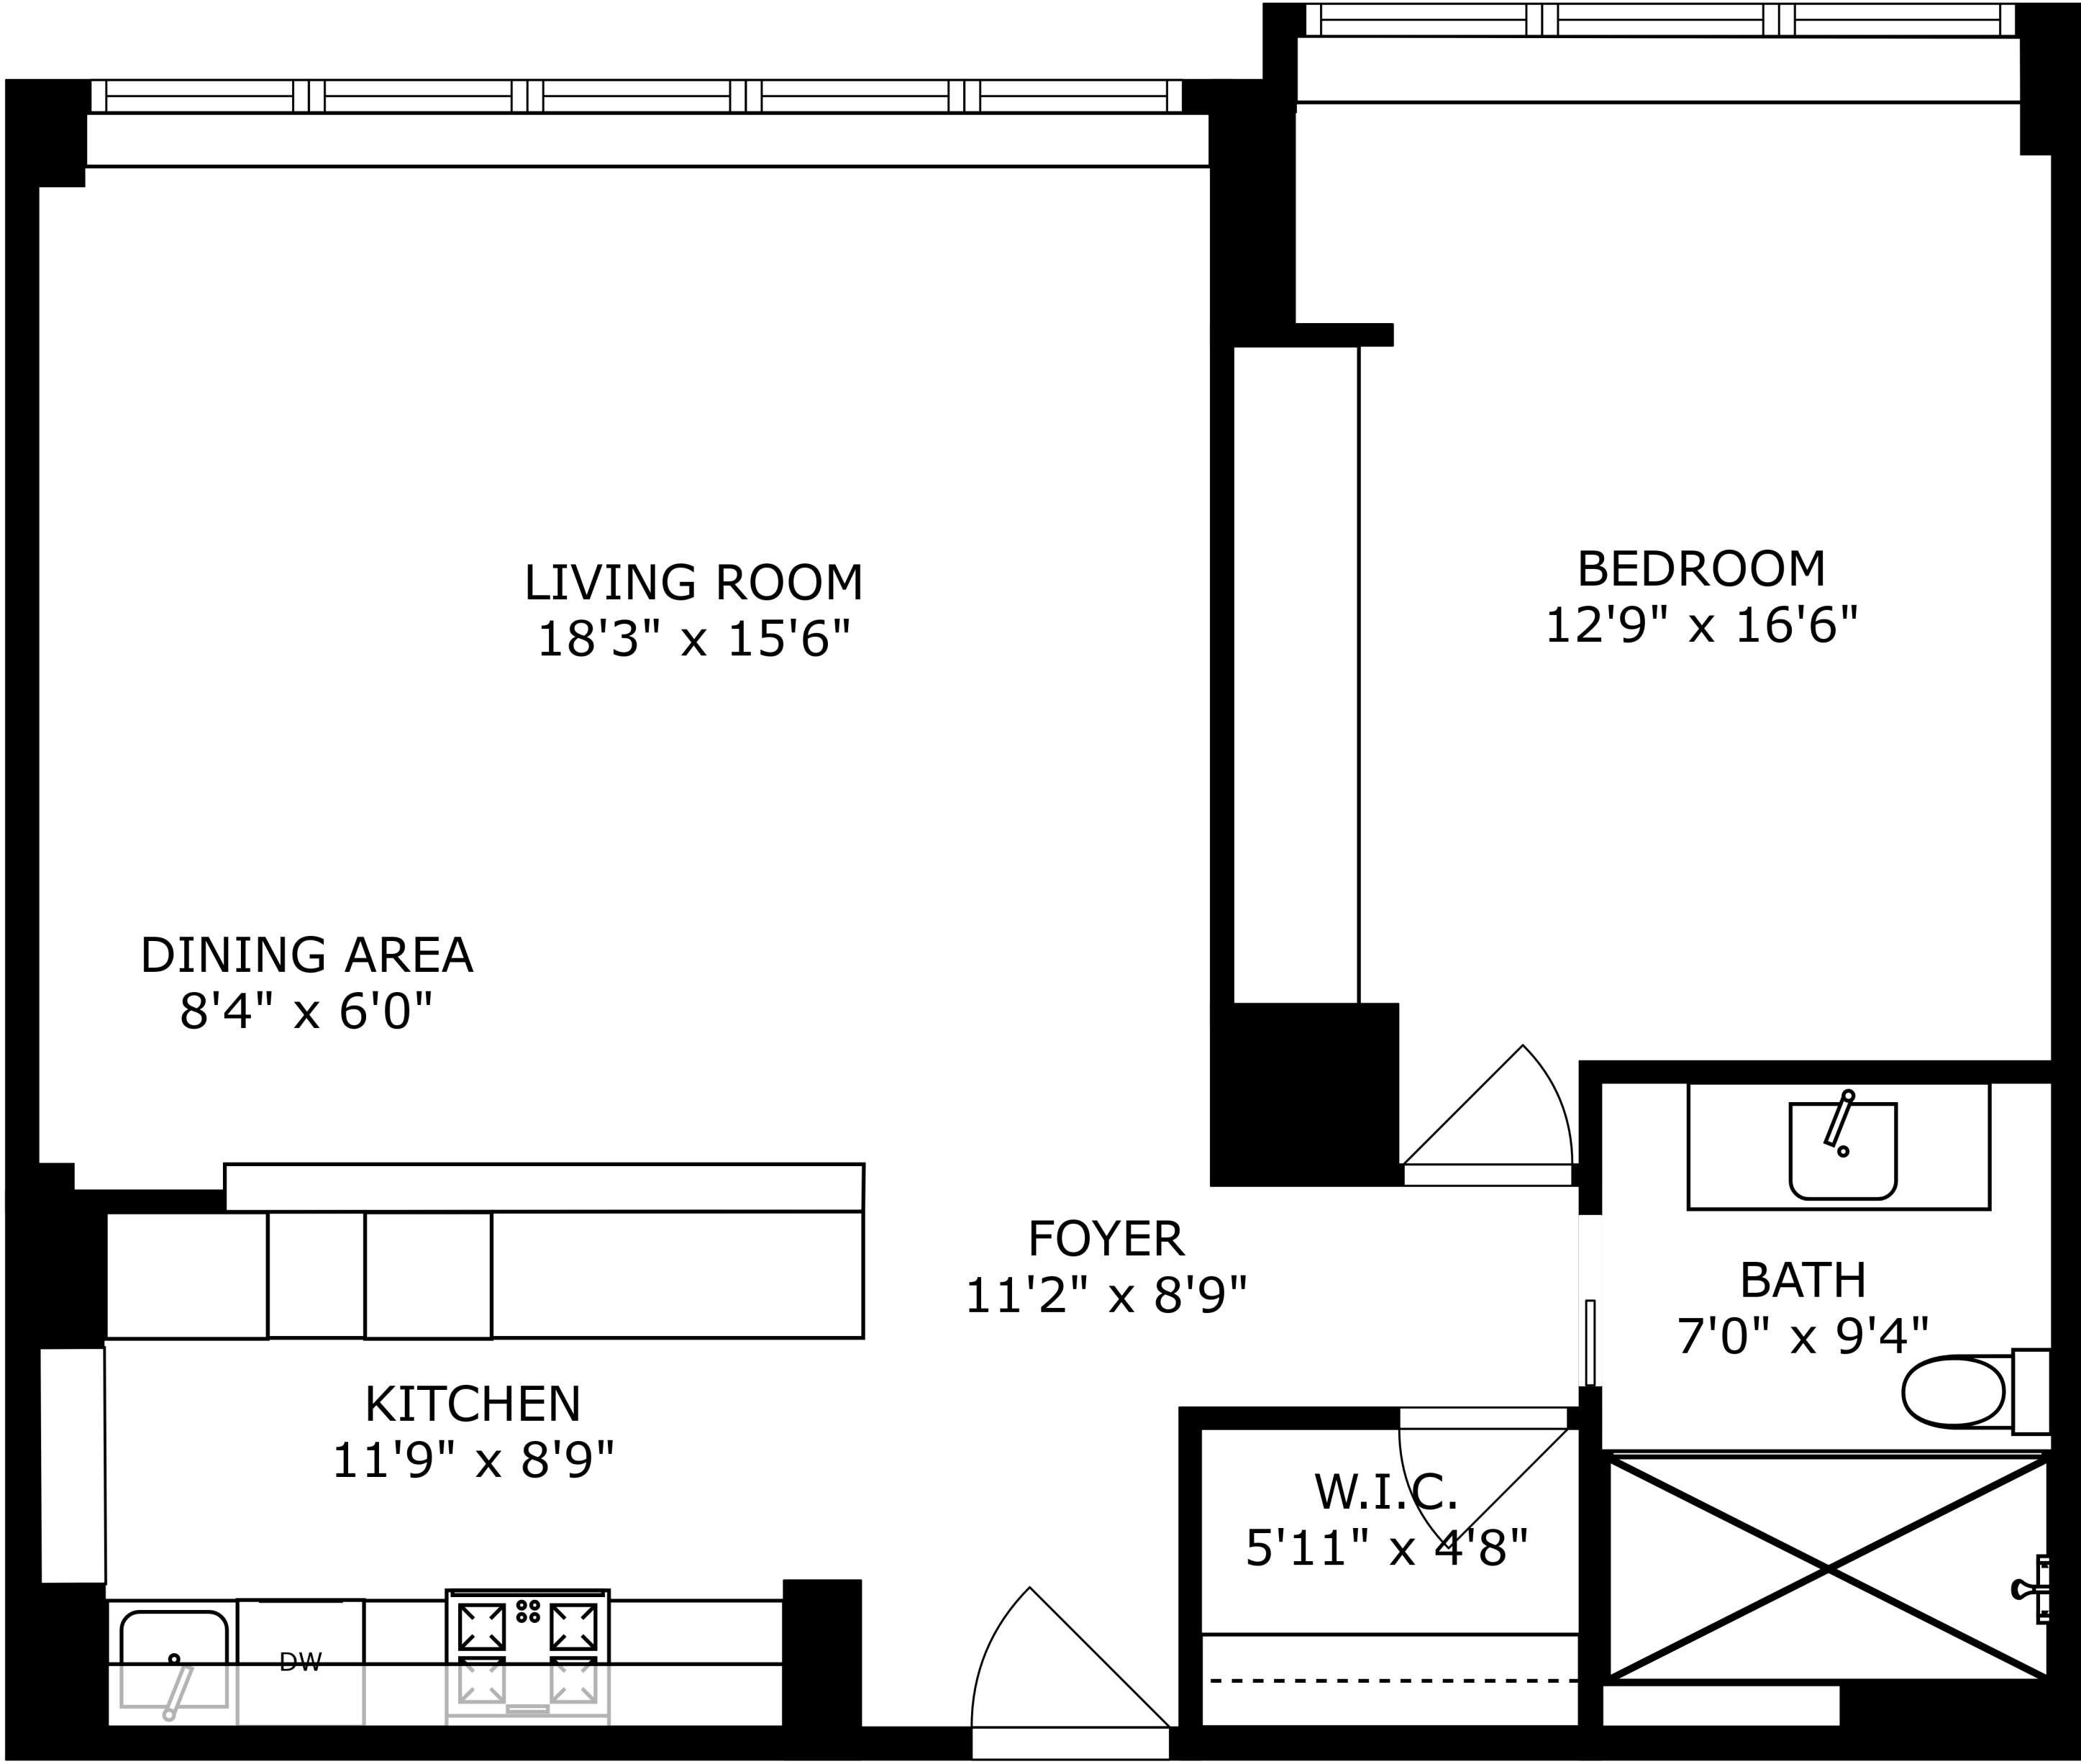 LIVING ROOM
18'3" x 15'6"
BEDROOM
12'9" x 16'6"
DINING AREA
8'4" x 6'0"
FOYER
11'2" x 8'9"
BATH
7'0" x 9'4"
KITCHEN
11'9" x 8'9"
W.I.C.
5'11" x 4'8"
DW